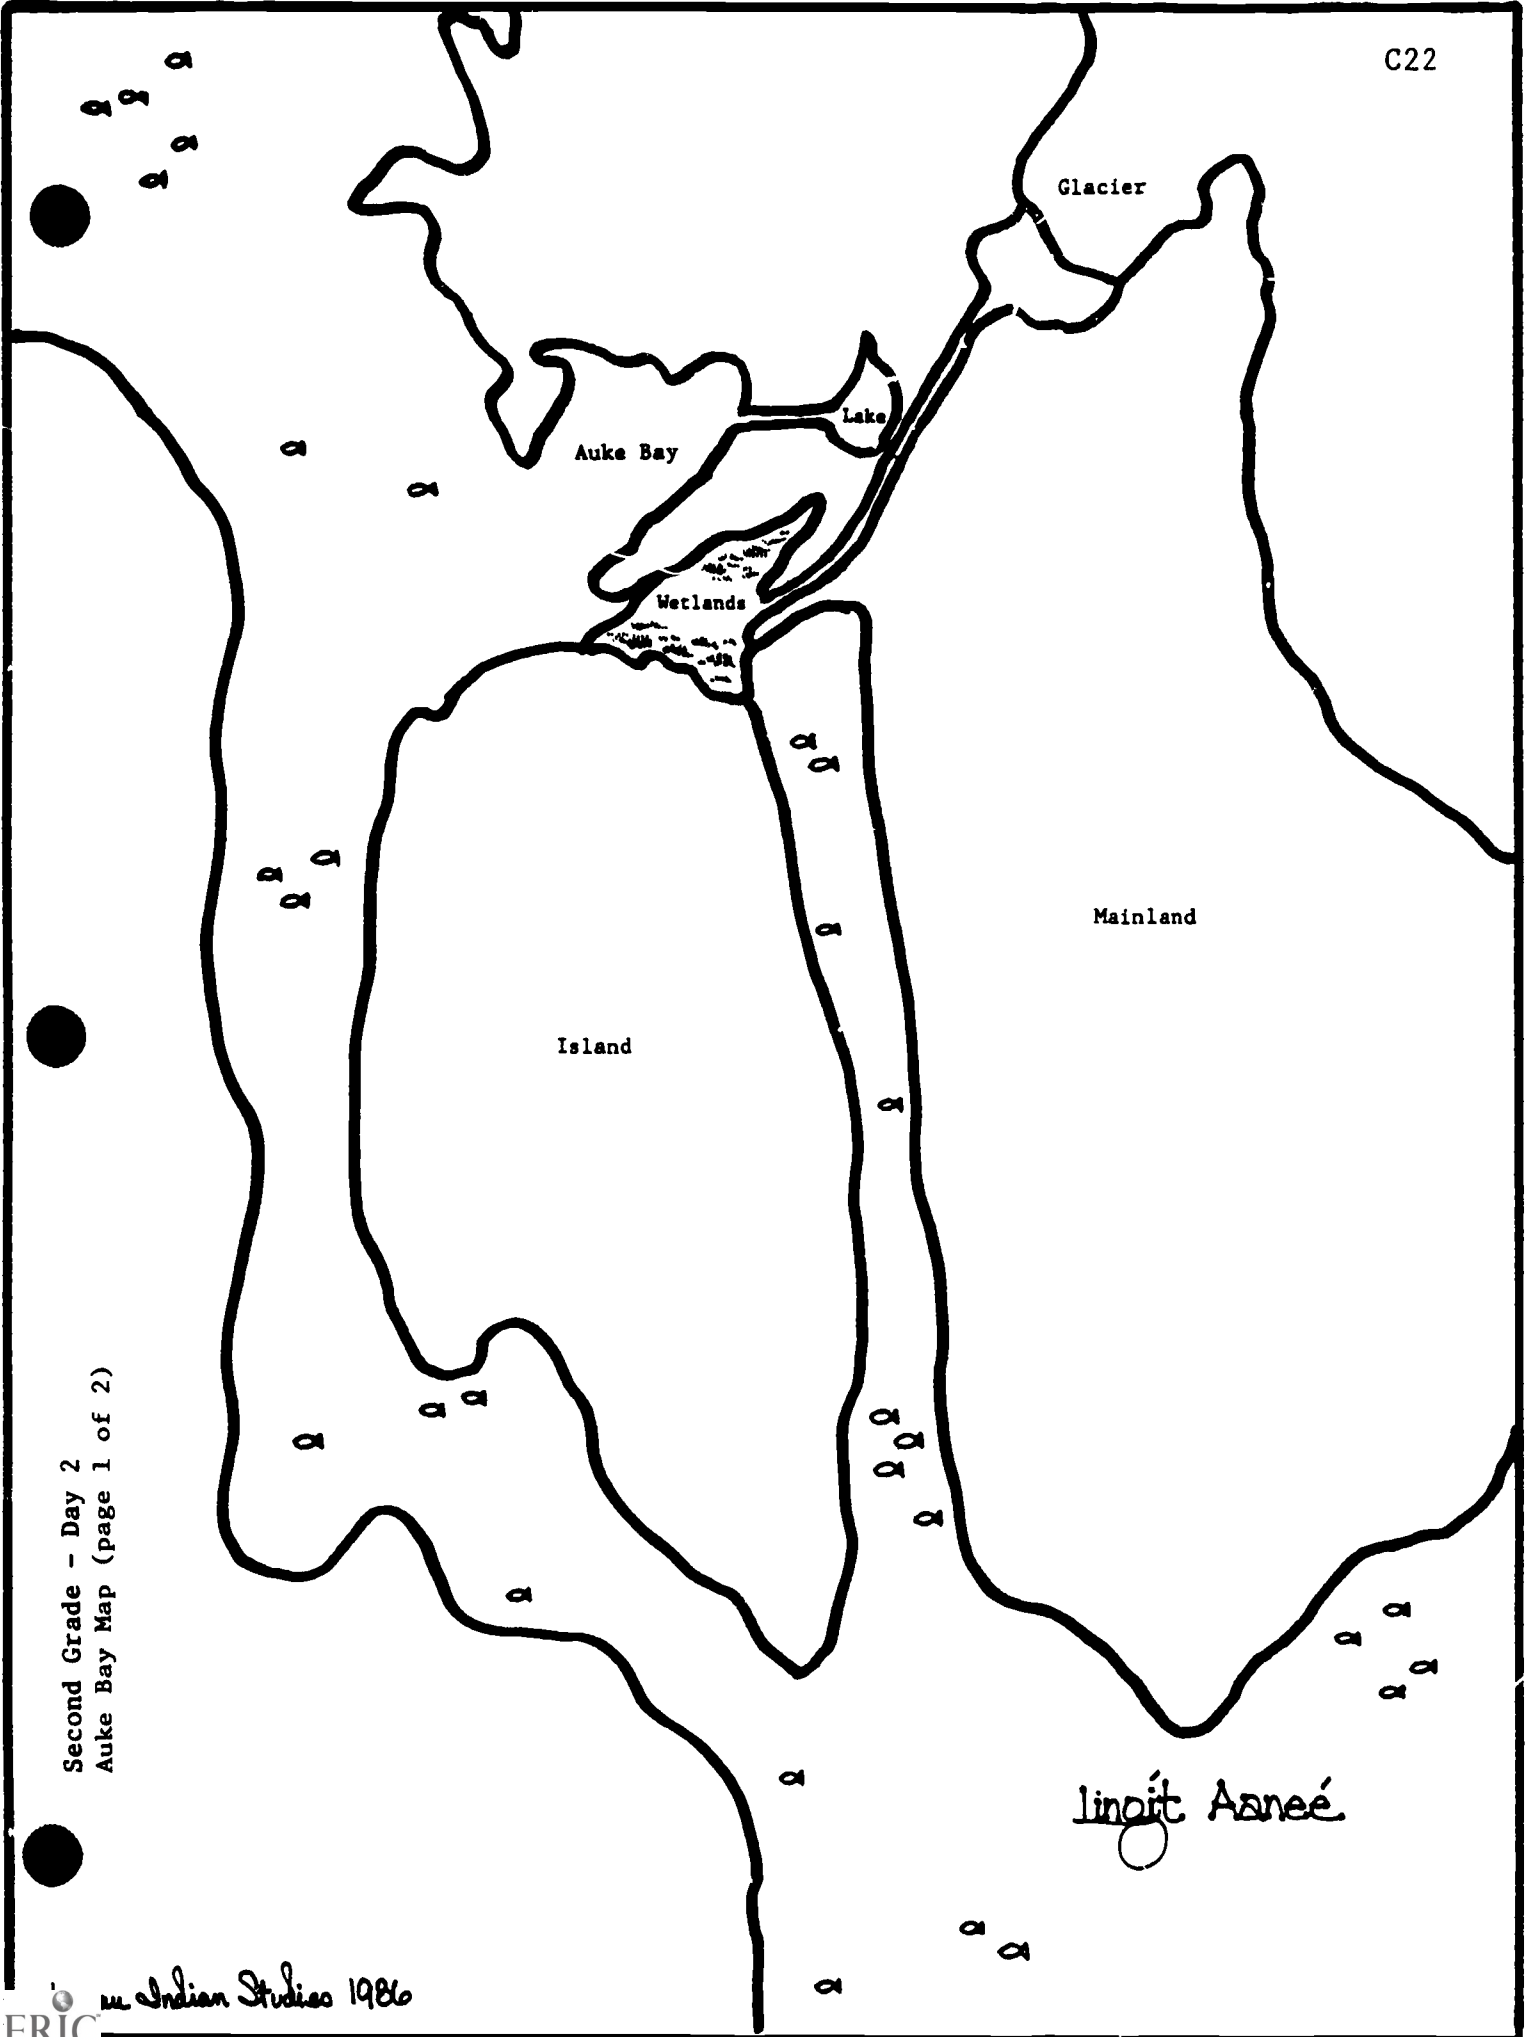 C22
Glacier
Lake
Auke Bay
Wetlands
Mainland
Island
Second Grade - Day 2
Auke Bay Map (page 1 of 2)
lingít Aaneé
Indian Studies 1986
ERIC